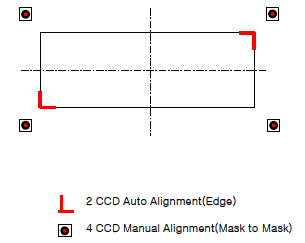 2 CCD Auto Alignment(Edge)
4 CCD Manual Alignment(Mask to Mask)